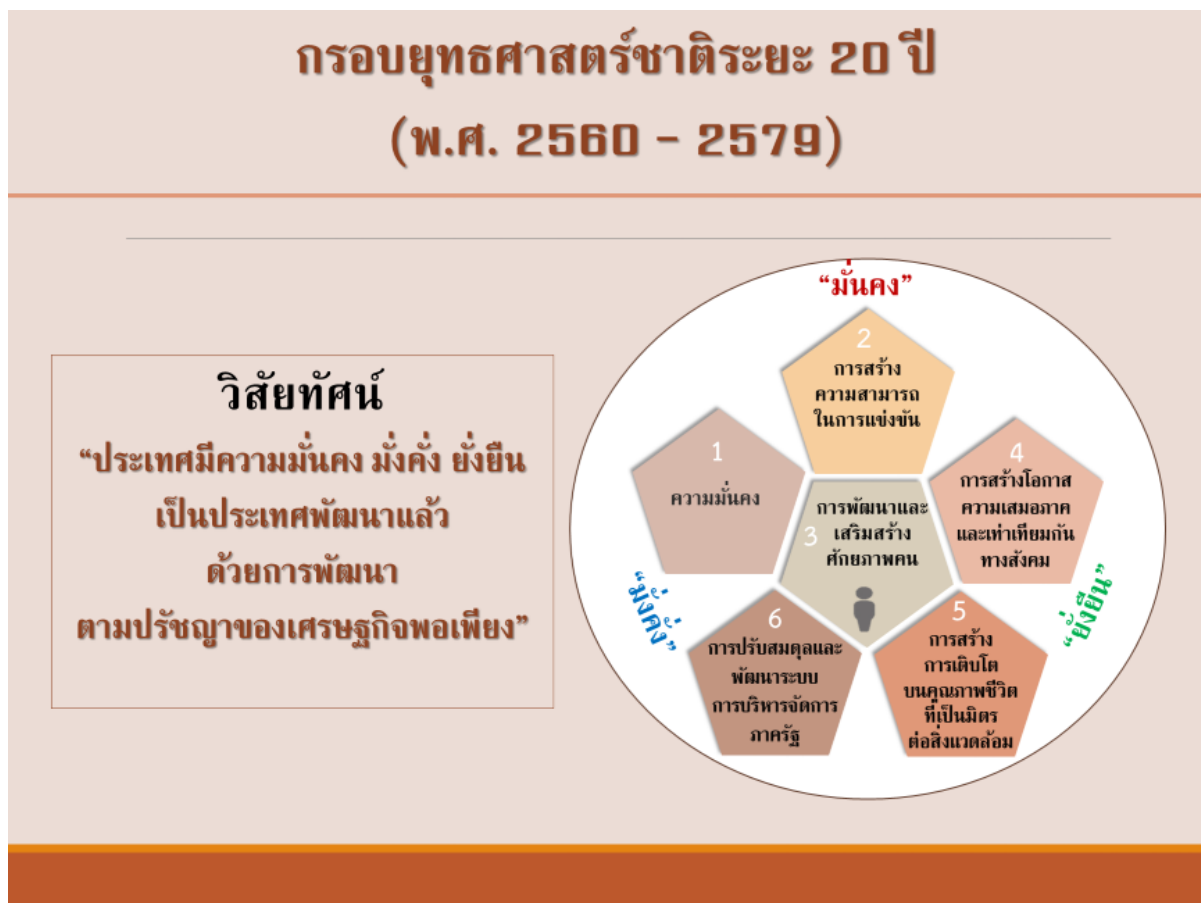 กรอบยุทธศาสตร์ชาติระยะ 20 ปี
(พ.ศ. 2560 - 2579)
วิสัยทัศน์
“ประเทศมีความมั่นคง มั่งคั่ง ยั่งยืน
เป็นประเทศพัฒนาแล้ว
ด้วยการพัฒนา
ตามปรัชญาของเศรษฐกิจพอเพียง”
“มั่นคง”
1
ความมั่นคง
2
การสร้าง
ความสามารถ
ในการแข่งขัน
3
การพัฒนาและ
เสริมสร้าง
ศักยภาพคน
4
การสร้างโอกาส
ความเสมอภาค
และเท่าเทียมกัน
ทางสังคม
5
การสร้าง
การเติบโต
บนคุณภาพชีวิต
ที่เป็นมิตร
ต่อสิ่งแวดล้อม
6
การปรับสมดุลและ
พัฒนาระบบ
การบริหารจัดการ
ภาครัฐ
“มั่งคั่ง”
“ยั่งยืน”